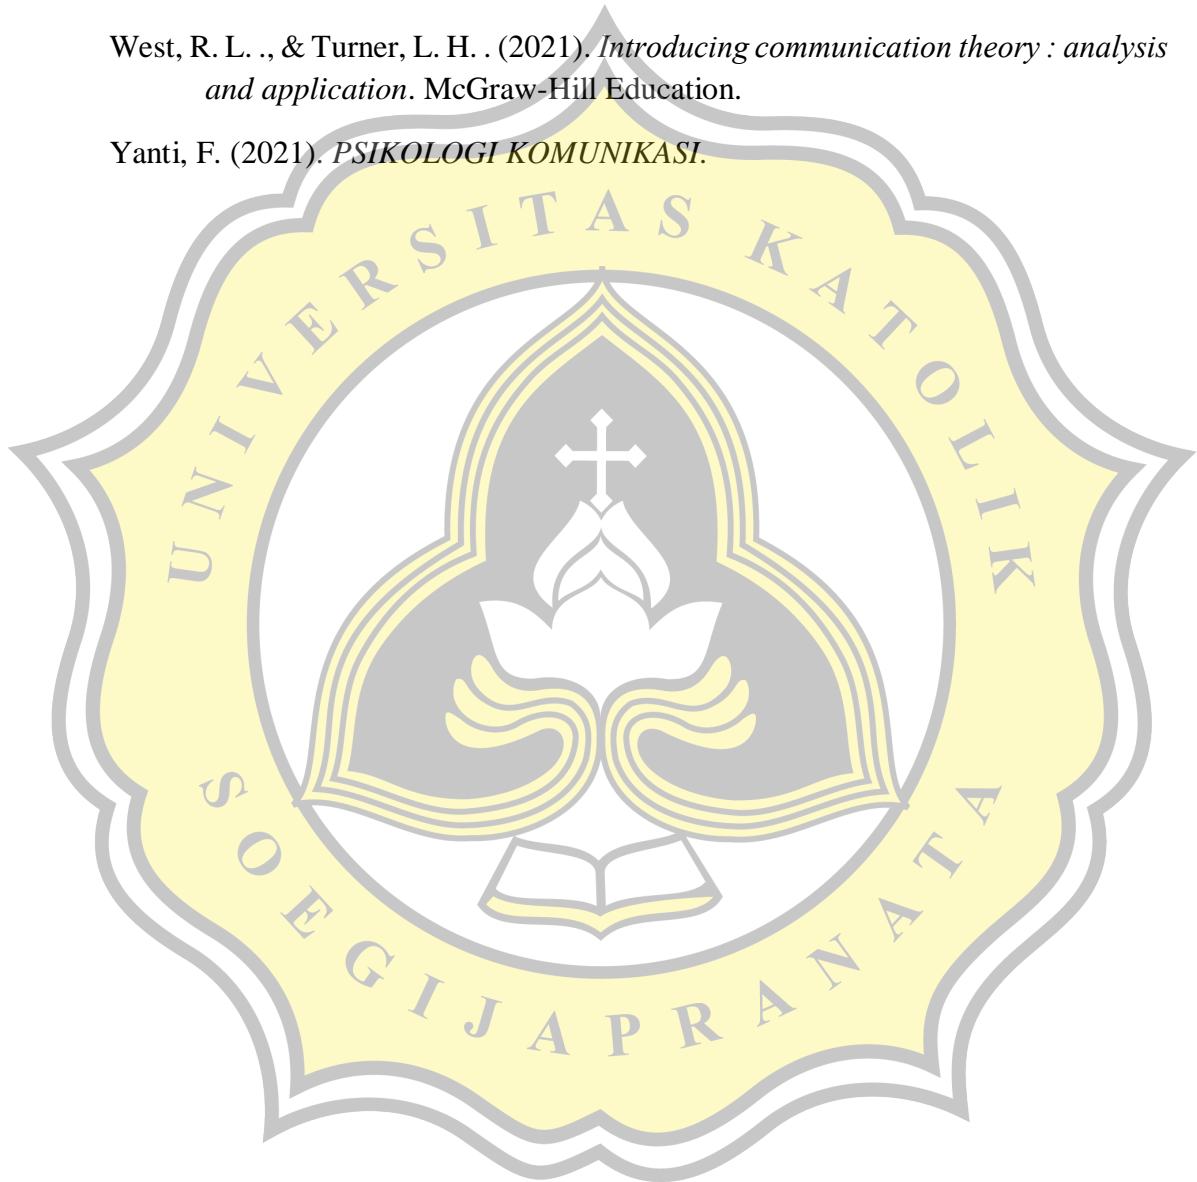 West, R. L. ., & Turner, L. H. . (2021). Introducing communication theory : analysis
and application. McGraw-Hill Education.
Yanti, F. (2021). PSIKOLOGI KOMUNIKASI.
UNIVERSITAS KATOLIK
SOEGIJAPRANATA